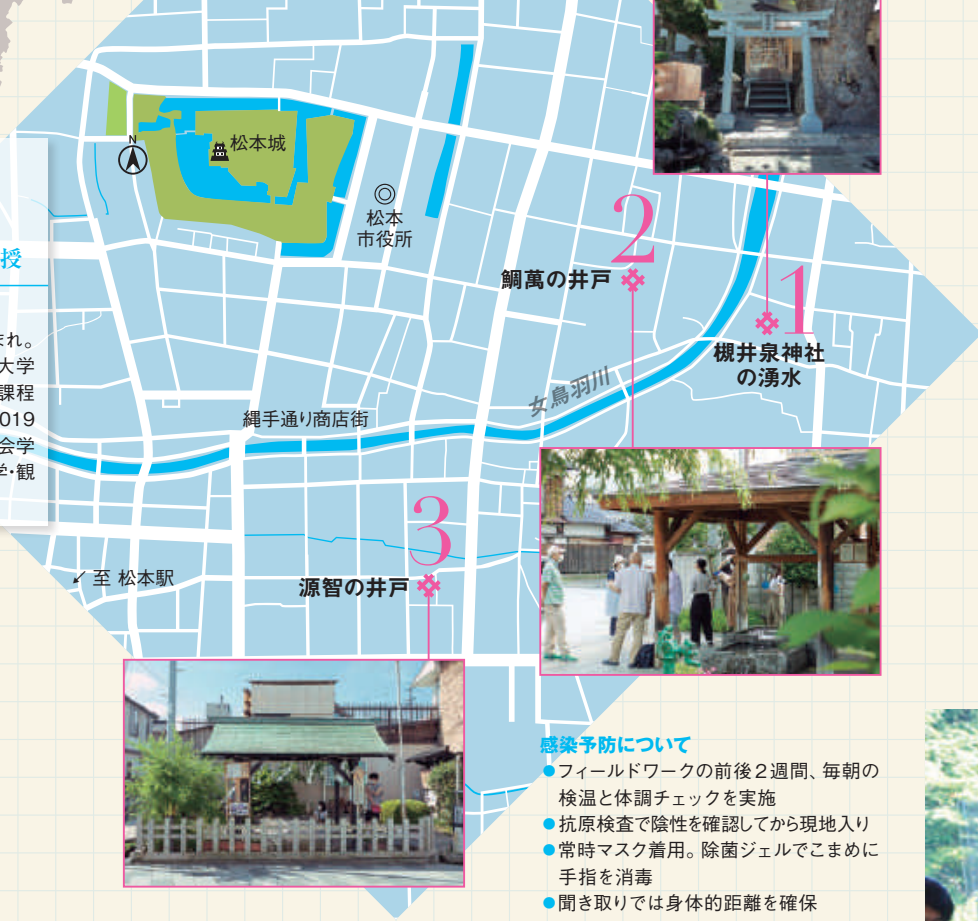 N
松本城
松本
市役所
授
まれ。
大学
課程
019
会学
学・観
2
鯛萬の井戸
1
槻井泉神社
の湧水
女鳥羽川
縄手通り商店街
3
源智の井戸
↙ 至 松本駅
感染予防について
●フィールドワークの前後2週間、毎朝の
検温と体調チェックを実施
●抗原検査で陰性を確認してから現地入り
●常時マスク着用。除菌ジェルでこまめに
手指を消毒
●聞き取りでは身体的距離を確保